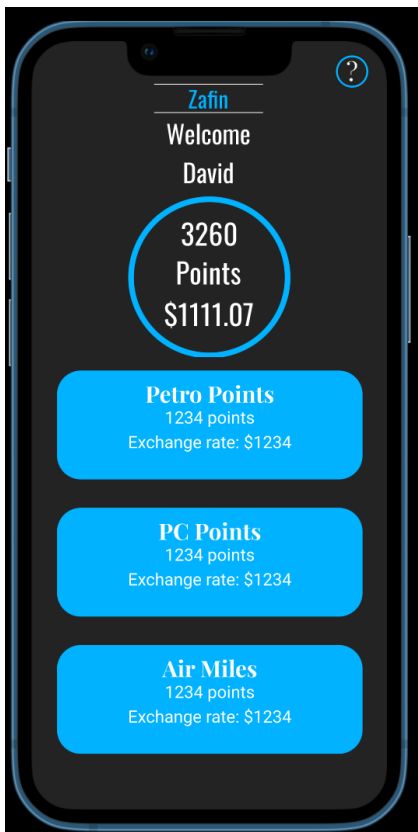 ?
Zafin
Welcome
David
3260
Points
$1111.07
Petro Points
1234 points
Exchange rate: $1234
PC Points
1234 points
Exchange rate: $1234
Air Miles
1234 points
Exchange rate: $1234